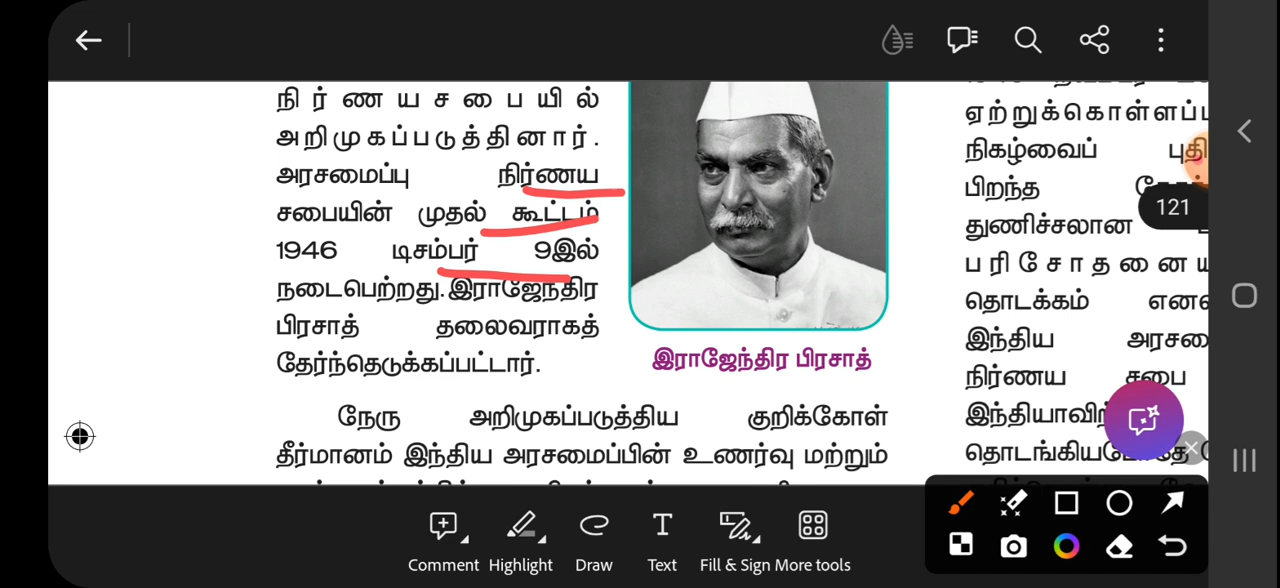 நிர்ணயசபையில்
அறிமுகப்படுத்தினார்.
அரசமைப்பு நிர்ணய
சபையின் முதல் கூட்டம்
1946 டிசம்பர் 9இல்
நடைபெற்றது.இராஜேந்திர
பிரசாத் தலைவராகத்
தேர்ந்தெடுக்கப்பட்டார்.
இராஜேந்திர பிரசாத்
நேரு அறிமுகப்படுத்திய குறிக்கோள்
தீர்மானம் இந்திய அரசமைப்பின் உணர்வு மற்றும்
ஏற்றுக்கொள்ளப்
நிகழ்வைப்
பிறந்த
துணிச்சலான
பரிசோதனை
தொடக்கம்
இந்திய
நிர்ணய சபை
121
Comment Highlight Draw Text Fill & Sign More tools